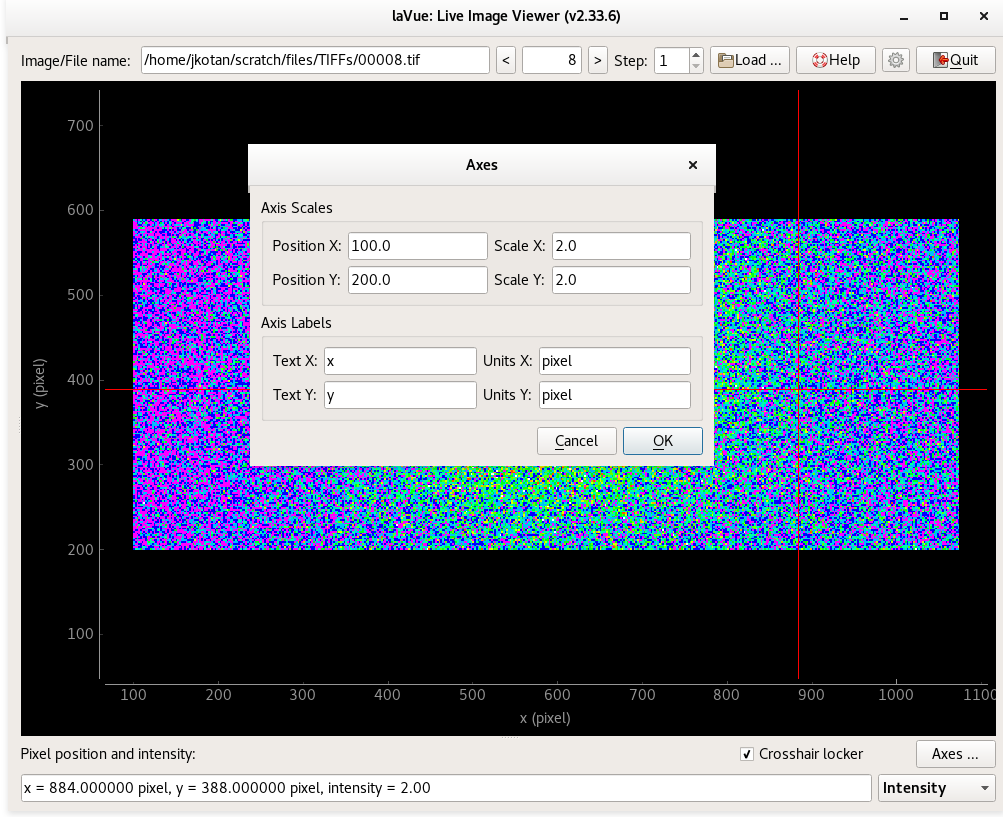 laVue: Live Image Viewer (v2.33.6)
Image/File name: /home/jkotan/scratch/files/TIFFs/00008.tif < 8 > Step: 1 Load ... Help Quit
700
600
500
400
300
200
100
y (pixel)
Axes
Axis Scales
Position X: 100.0 Scale X: 2.0
Position Y: 200.0 Scale Y: 2.0
Axis Labels
Text X: x Units X: pixel
Text Y: y Units Y: pixel
Cancel OK
100 200 300 400 500 600 700 800 900 1000 1100
x (pixel)
Pixel position and intensity: Crosshair locker Axes ...
x = 884.000000 pixel, y = 388.000000 pixel, intensity = 2.00 Intensity